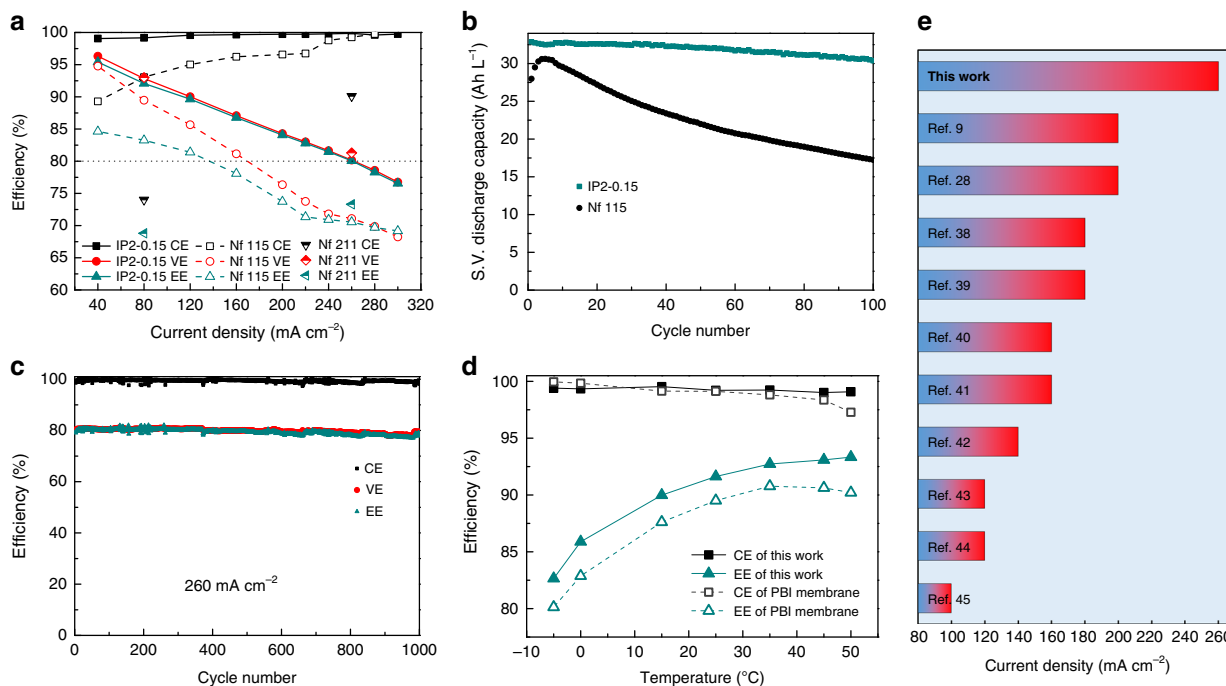 a
100
95
90
85
80
75
70
65
60
Efficiency (%)
IP2-0.15 CE
IP2-0.15 VE
IP2-0.15 EE
Nf 115 CE
Nf 115 VE
Nf 115 EE
Nf 211 CE
Nf 211 VE
Nf 211 EE
40 80 120 160 200 240 280 320
Current density (mA cm⁻²)
b
30
25
20
15
10
5
0
S.V. discharge capacity (Ah L⁻¹)
IP2-0.15
Nf 115
0 20 40 60 80 100
Cycle number
c
100
80
60
40
20
0
Efficiency (%)
CE
VE
EE
260 mA cm⁻²
0 200 400 600 800 1000
Cycle number
d
100
95
90
85
80
Efficiency (%)
CE of this work
EE of this work
CE of PBI membrane
EE of PBI membrane
−10 0 10 20 30 40 50
Temperature (°C)
e
This work
Ref. 9
Ref. 28
Ref. 38
Ref. 39
Ref. 40
Ref. 41
Ref. 42
Ref. 43
Ref. 44
Ref. 45
80 100 120 140 160 180 200 220 240 260
Current density (mA cm⁻²)